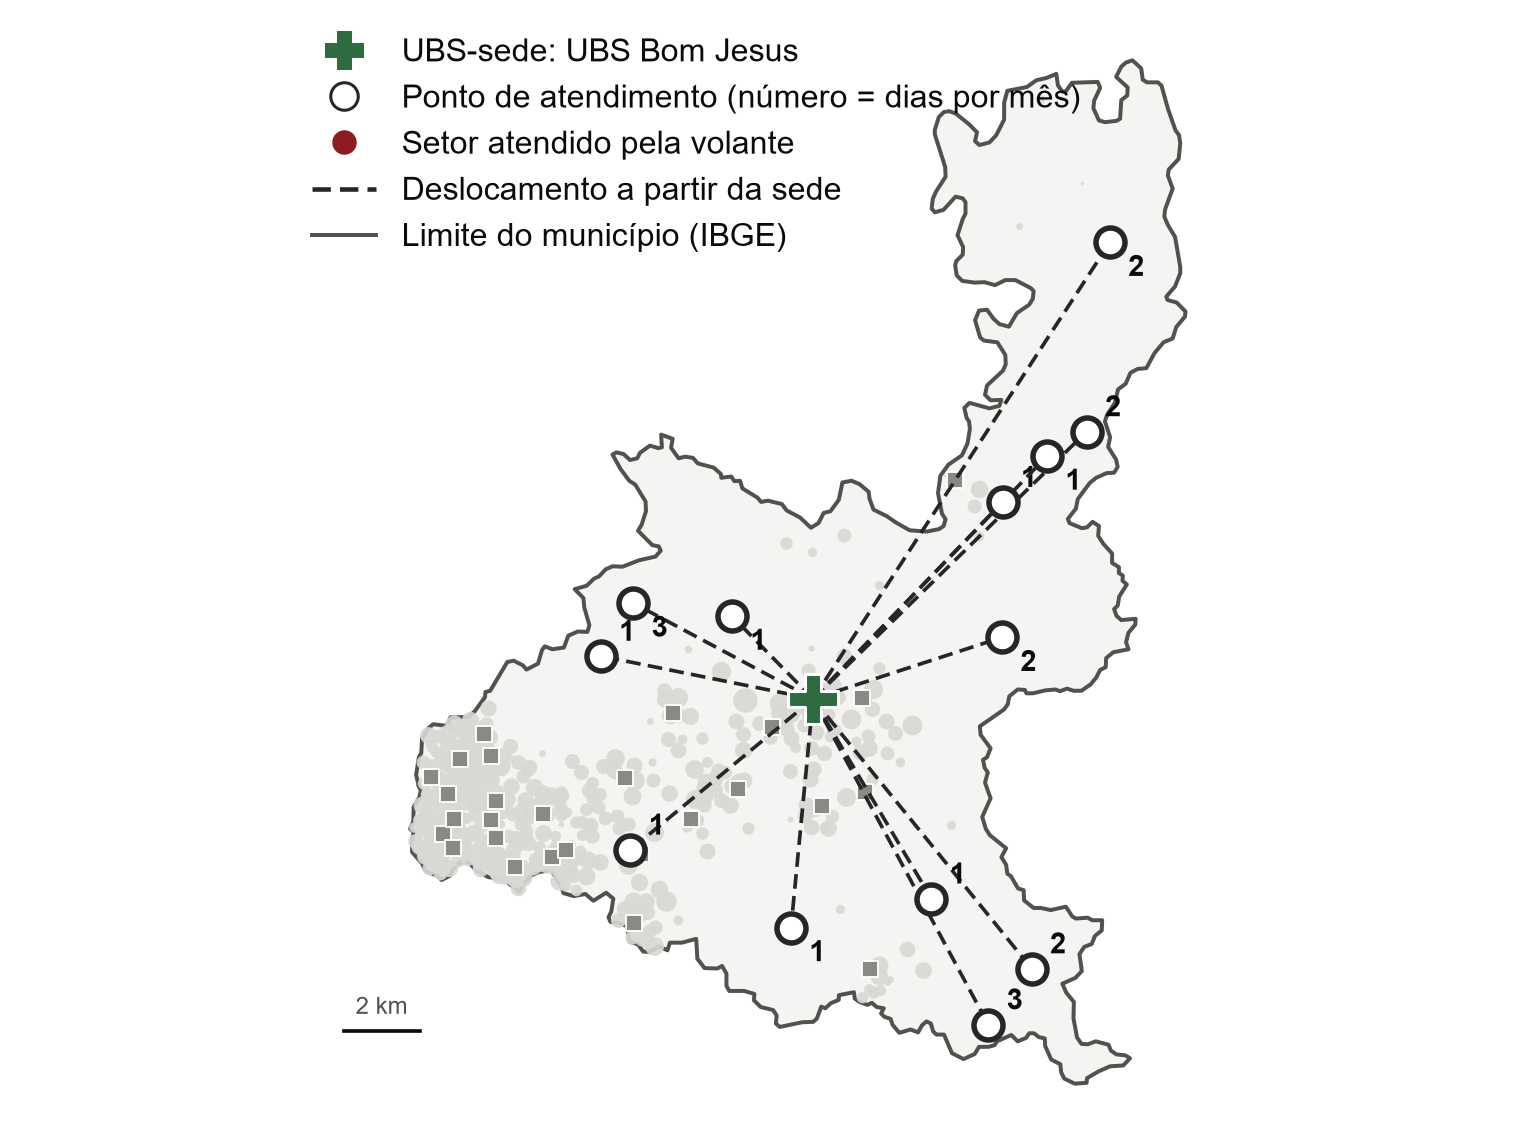 UBS-sede: UBS Bom Jesus
Ponto de atendimento (número = dias por mês)
Setor atendido pela volante
Deslocamento a partir da sede
Limite do município (IBGE)
2
2
1
1
3
1
1
2
1
1
2
1
3
2 km